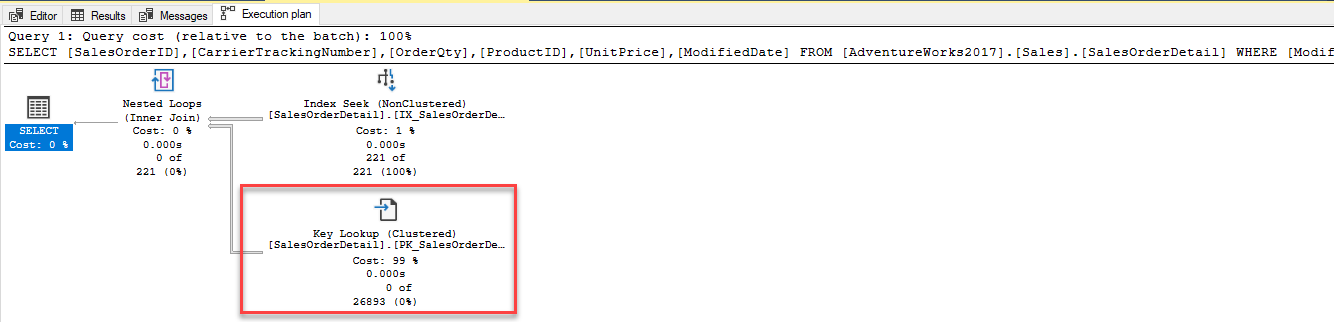 Editor Results Messages Execution plan
Query 1: Query cost (relative to the batch): 100%
SELECT [SalesOrderID],[CarrierTrackingNumber],[OrderQty],[ProductID],[UnitPrice],[ModifiedDate] FROM [AdventureWorks2017].[Sales].[SalesOrderDetail] WHERE [Modif
SELECT
Cost: 0 %
Nested Loops
(Inner Join)
Cost: 0 %
0.000s
0 of
221 (0%)
Index Seek (NonClustered)
[SalesOrderDetail].[IX_SalesOrderDe…
Cost: 1 %
0.000s
221 of
221 (100%)
Key Lookup (Clustered)
[SalesOrderDetail].[PK_SalesOrderDe…
Cost: 99 %
0.000s
0 of
26893 (0%)